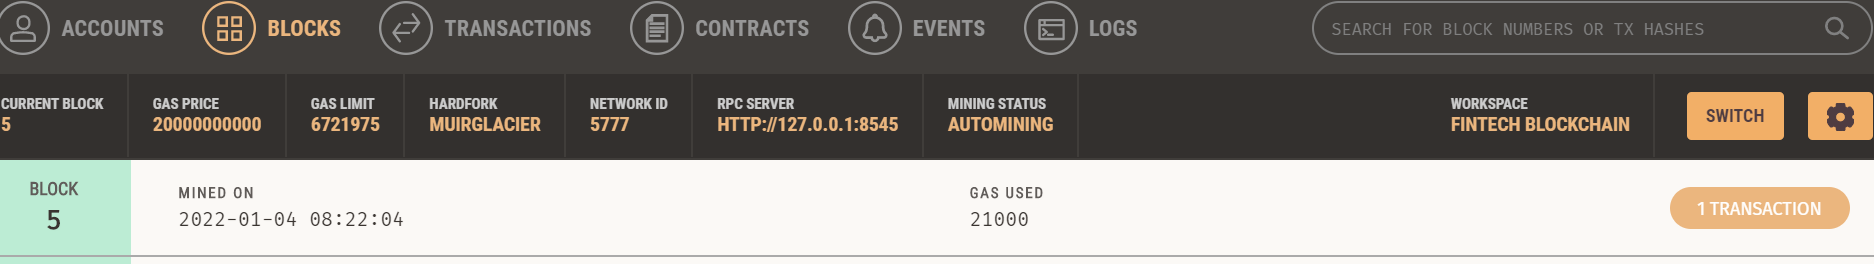 ACCOUNTS BLOCKS TRANSACTIONS CONTRACTS EVENTS LOGS SEARCH FOR BLOCK NUMBERS OR TX HASHES
CURRENT BLOCK GAS PRICE GAS LIMIT HARDFORK NETWORK ID RPC SERVER MINING STATUS WORKSPACE
5 20000000000 6721975 MUIRGLACIER 5777 HTTP://127.0.0.1:8545 AUTOMINING FINTECH BLOCKCHAIN SWITCH
BLOCK MINED ON GAS USED
5 2022-01-04 08:22:04 21000 1 TRANSACTION